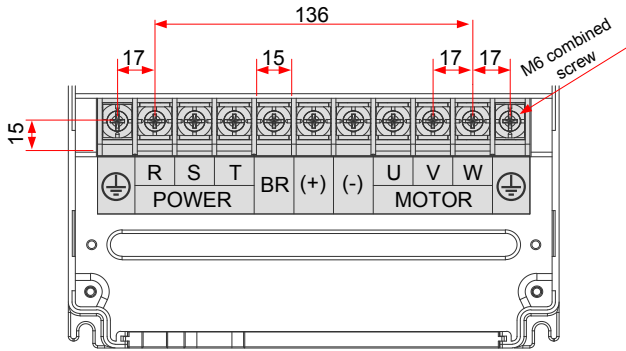 136
17
15
17
17
M6 combined
screw
15
R S T BR (+) (-) U V W
POWER MOTOR